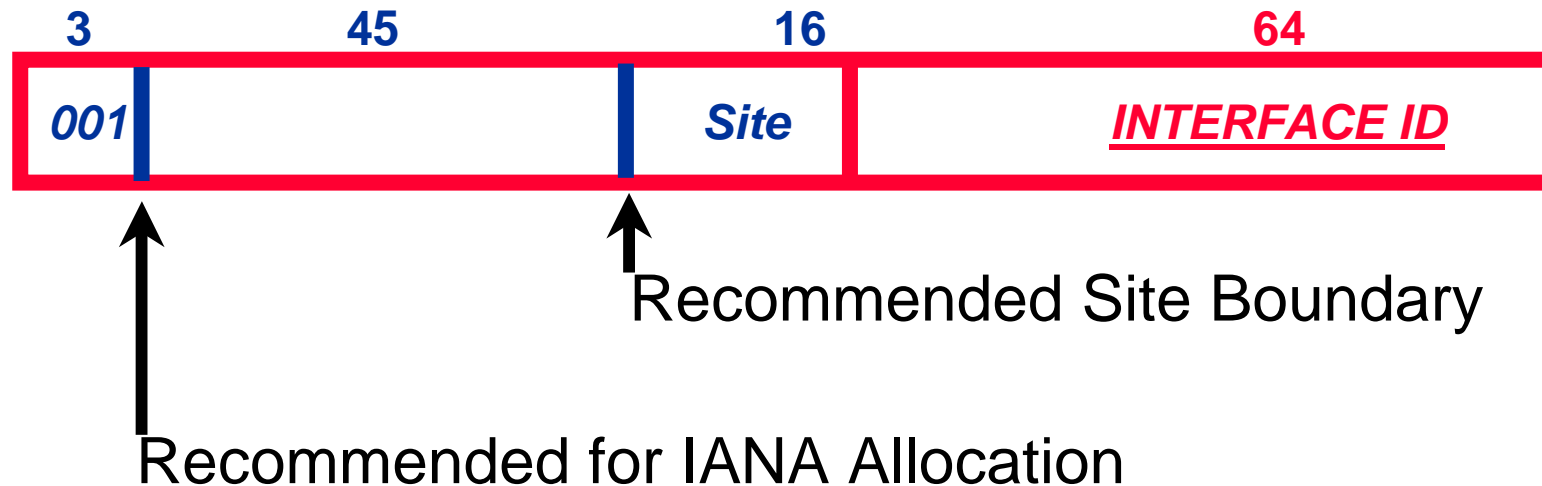 3 45 16 64
001 Site INTERFACE ID
Recommended Site Boundary
Recommended for IANA Allocation